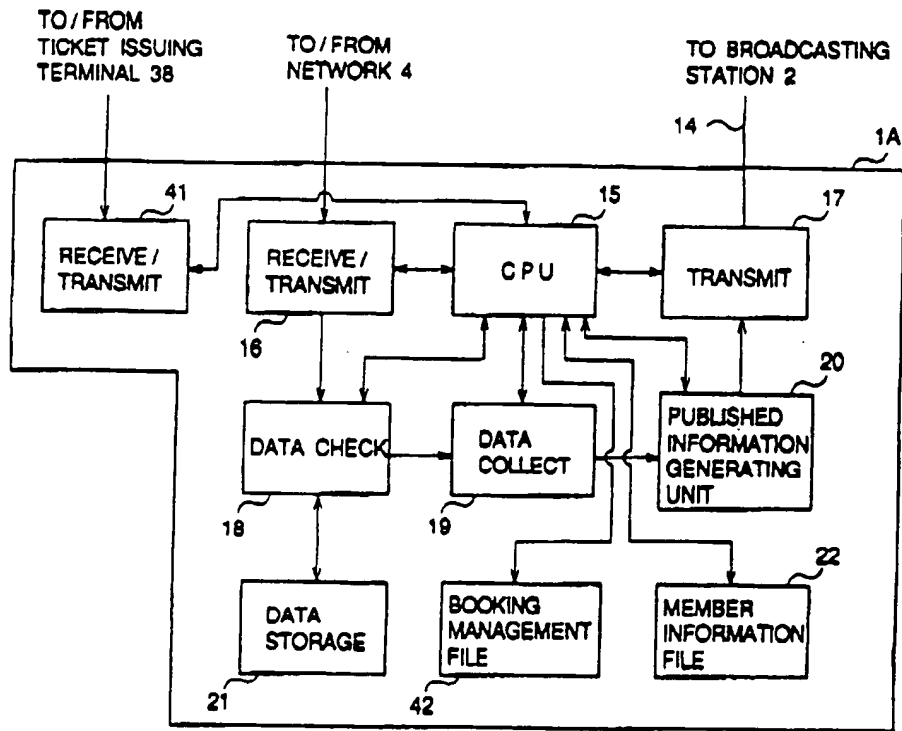 TO/FROM
TICKET ISSUING
TERMINAL 38
TO/FROM
NETWORK 4
TO BROADCASTING
STATION 2
14
1A
41
RECEIVE/
TRANSMIT
RECEIVE/
TRANSMIT
16
15
CPU
17
TRANSMIT
DATA CHECK
18
DATA
COLLECT
19
20
PUBLISHED
INFORMATION
GENERATING
UNIT
DATA
STORAGE
21
BOOKING
MANAGEMENT
FILE
42
22
MEMBER
INFORMATION
FILE